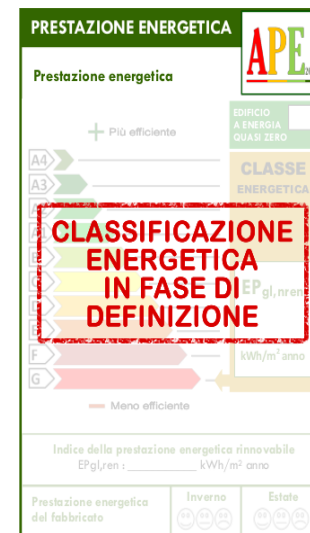 PRESTAZIONE ENERGETICA
APE
Prestazione energetica
EDIFICIO
A ENERGIA
QUASI ZERO
Più efficiente
CLASSE
ENERGETICA
A4
A3
CLASSIFICAZIONE
ENERGETICA
IN FASE DI
DEFINIZIONE
EPgl,nren
F
kWh/m² anno
G
Meno efficiente
Indice della prestazione energetica rinnovabile
EPgl,ren : __________ kWh/m² anno
Prestazione energetica
del fabbricato
Inverno
Estate